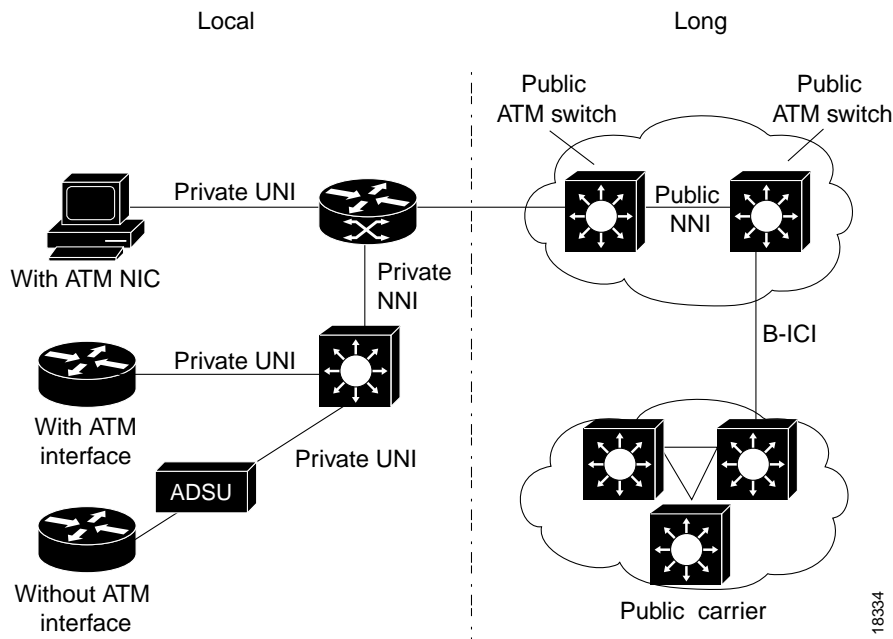 Local
Long
Public
ATM switch
Public
ATM switch
Private UNI
Public
NNI
With ATM NIC
Private
NNI
B-ICI
Private UNI
With ATM
interface
Private UNI
ADSU
Without ATM
interface
Public carrier
18334